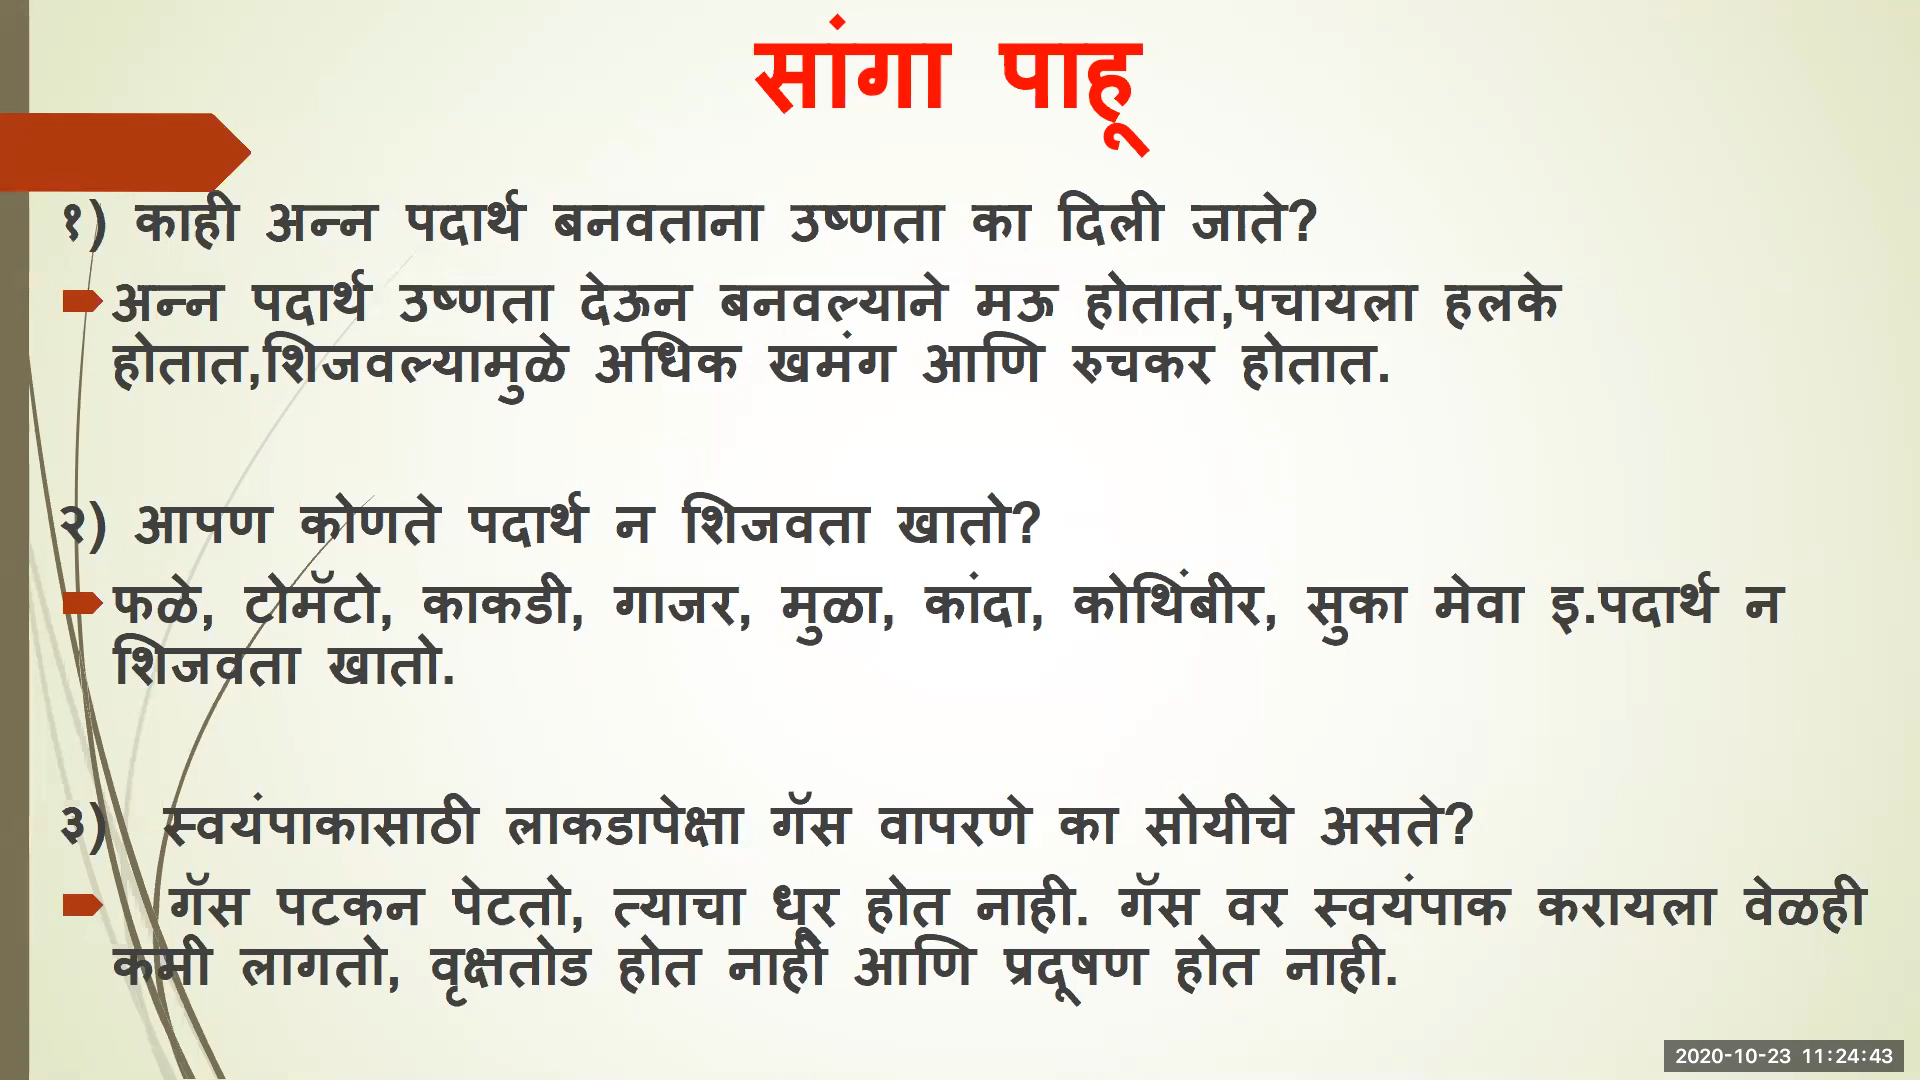 सांगा पाहू
१) काही अन्न पदार्थ बनवताना उष्णता का दिली जाते?
अन्न पदार्थ उष्णता देऊन बनवल्याने मऊ होतात,पचायला हलके
होतात,शिजवल्यामुळे अधिक खमंग आणि रुचकर होतात.
२) आपण कोणते पदार्थ न शिजवता खातो?
फळे, टोमॅटो, काकडी, गाजर, मुळा, कांदा, कोथिंबीर, सुका मेवा इ.पदार्थ न
शिजवता खातो.
३) स्वयंपाकासाठी लाकडापेक्षा गॅस वापरणे का सोयीचे असते?
गॅस पटकन पेटतो, त्याचा धूर होत नाही. गॅस वर स्वयंपाक करायला वेळही
कमी लागतो, वृक्षतोड होत नाही आणि प्रदूषण होत नाही.
2020-10-23 11:24:43